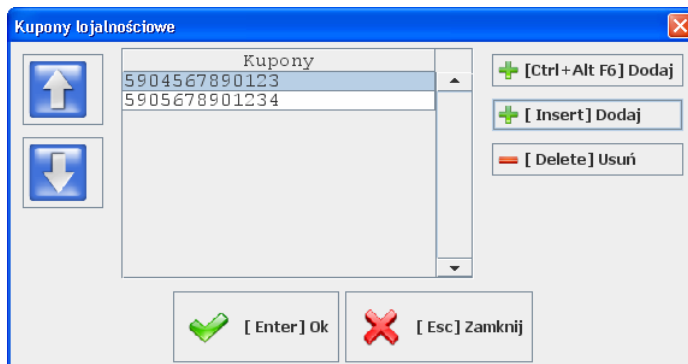 Kupony lojalnościowe
Kupony
5904567890123
5905678901234
[Ctrl+Alt F6] Dodaj
[ Insert] Dodaj
[ Delete] Usuń
[ Enter] Ok
[ Esc] Zamknij